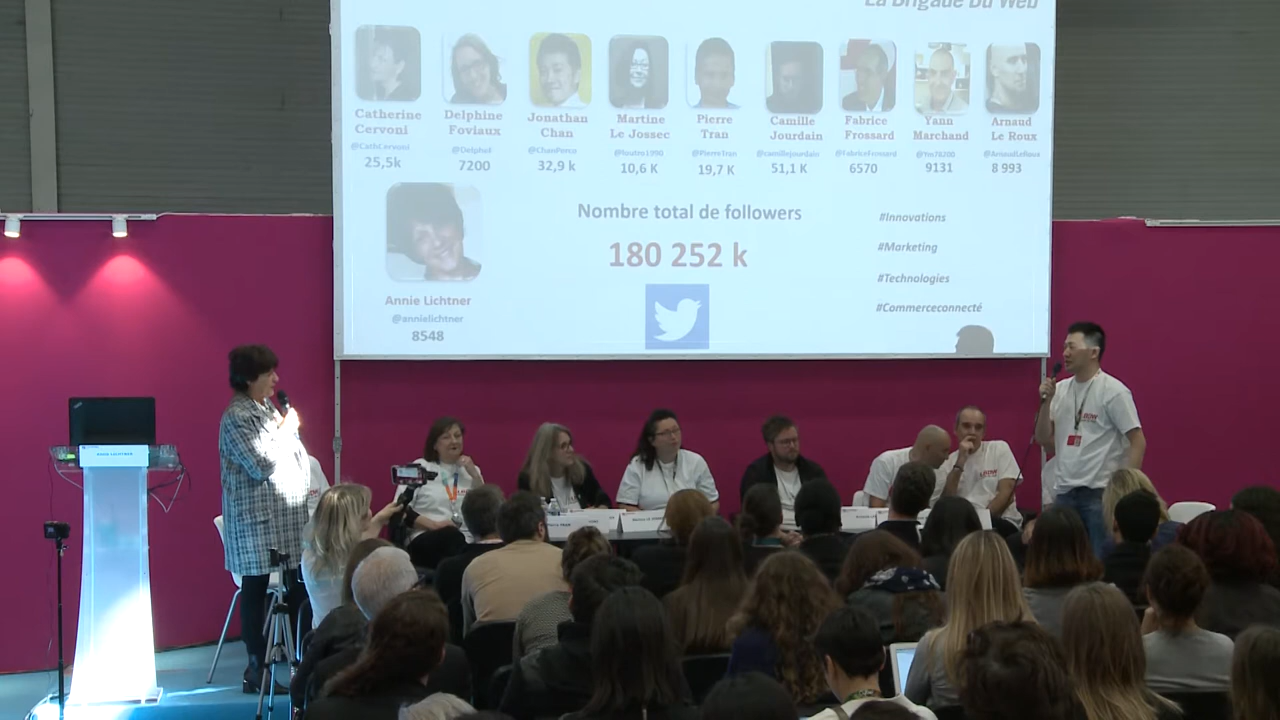 La Brigade Du Web
Catherine Cervoni
@CathCervoni
25,5k
Delphine Foviaux
@Delphof
7200
Jonathan Chan
@ChanPerco
32,9 k
Martine Le Jossec
10,6 K
Pierre Tran
@PierreTran
19,7 K
Camille Jourdain
@camillejourdain
51,1 K
Fabrice Frossard
@FabriceFrossard
6570
Yann Marchand
@Ym78200
9131
Arnaud Le Roux
8 993
Annie Lichtner
@annielichtner
8548
Nombre total de followers
180 252 k
#Innovations
#Marketing
#Technologies
#Commerceconnecté
ANNIE LICHTNER